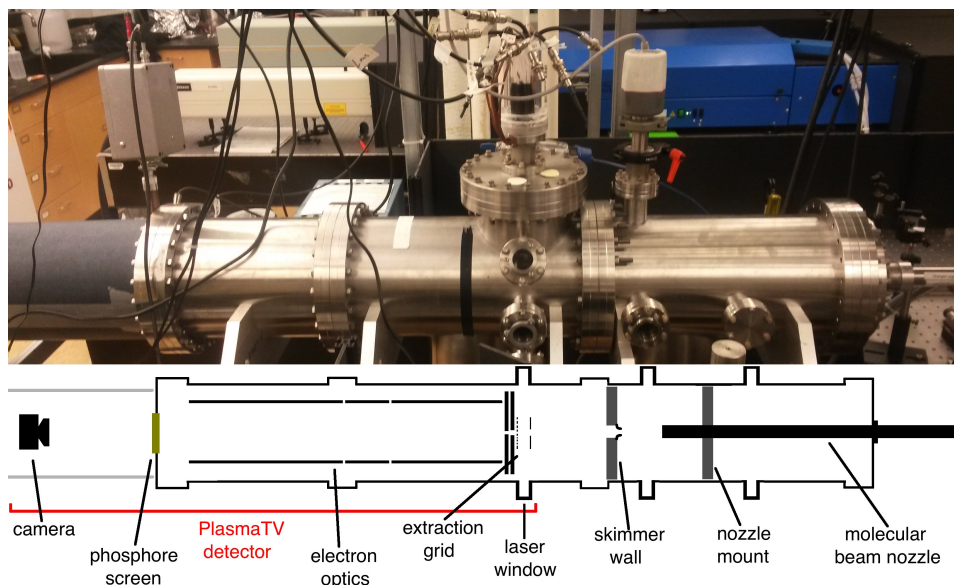 camera
phosphore
screen
PlasmaTV
detector
electron
optics
extraction
grid
laser
window
skimmer
wall
nozzle
mount
molecular
beam nozzle